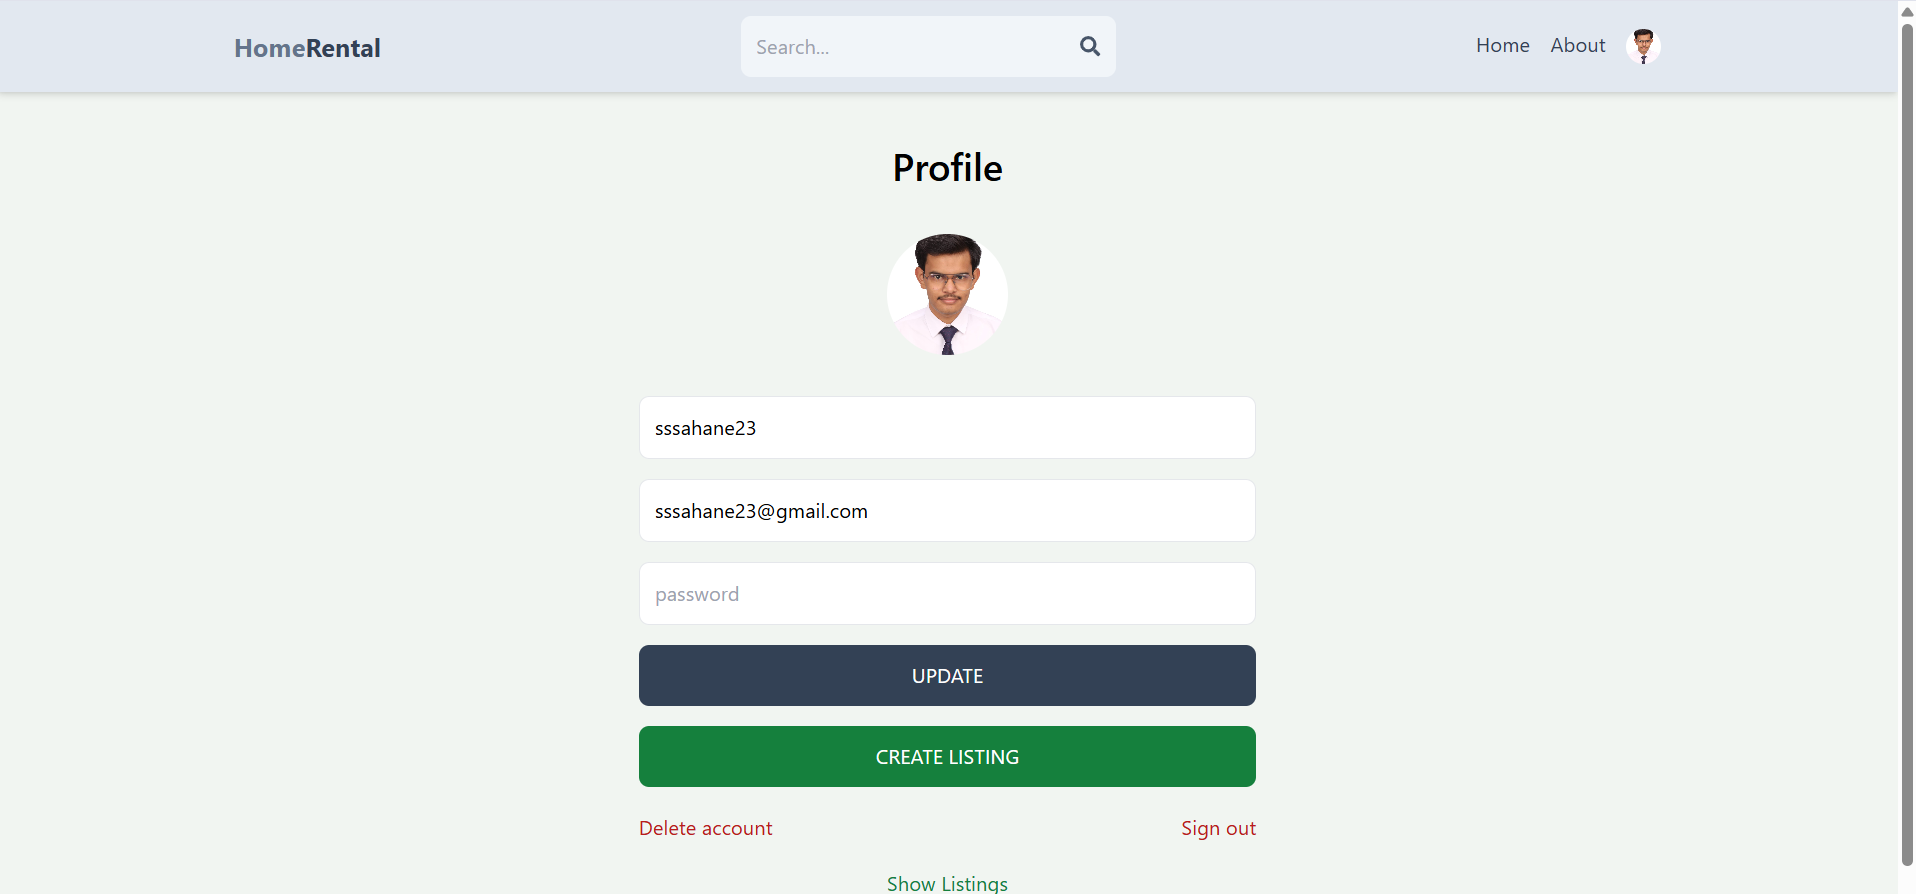 HomeRental
Search...
Home About
Profile
sssahane23
sssahane23@gmail.com
password
UPDATE
CREATE LISTING
Delete account Sign out
Show Listings